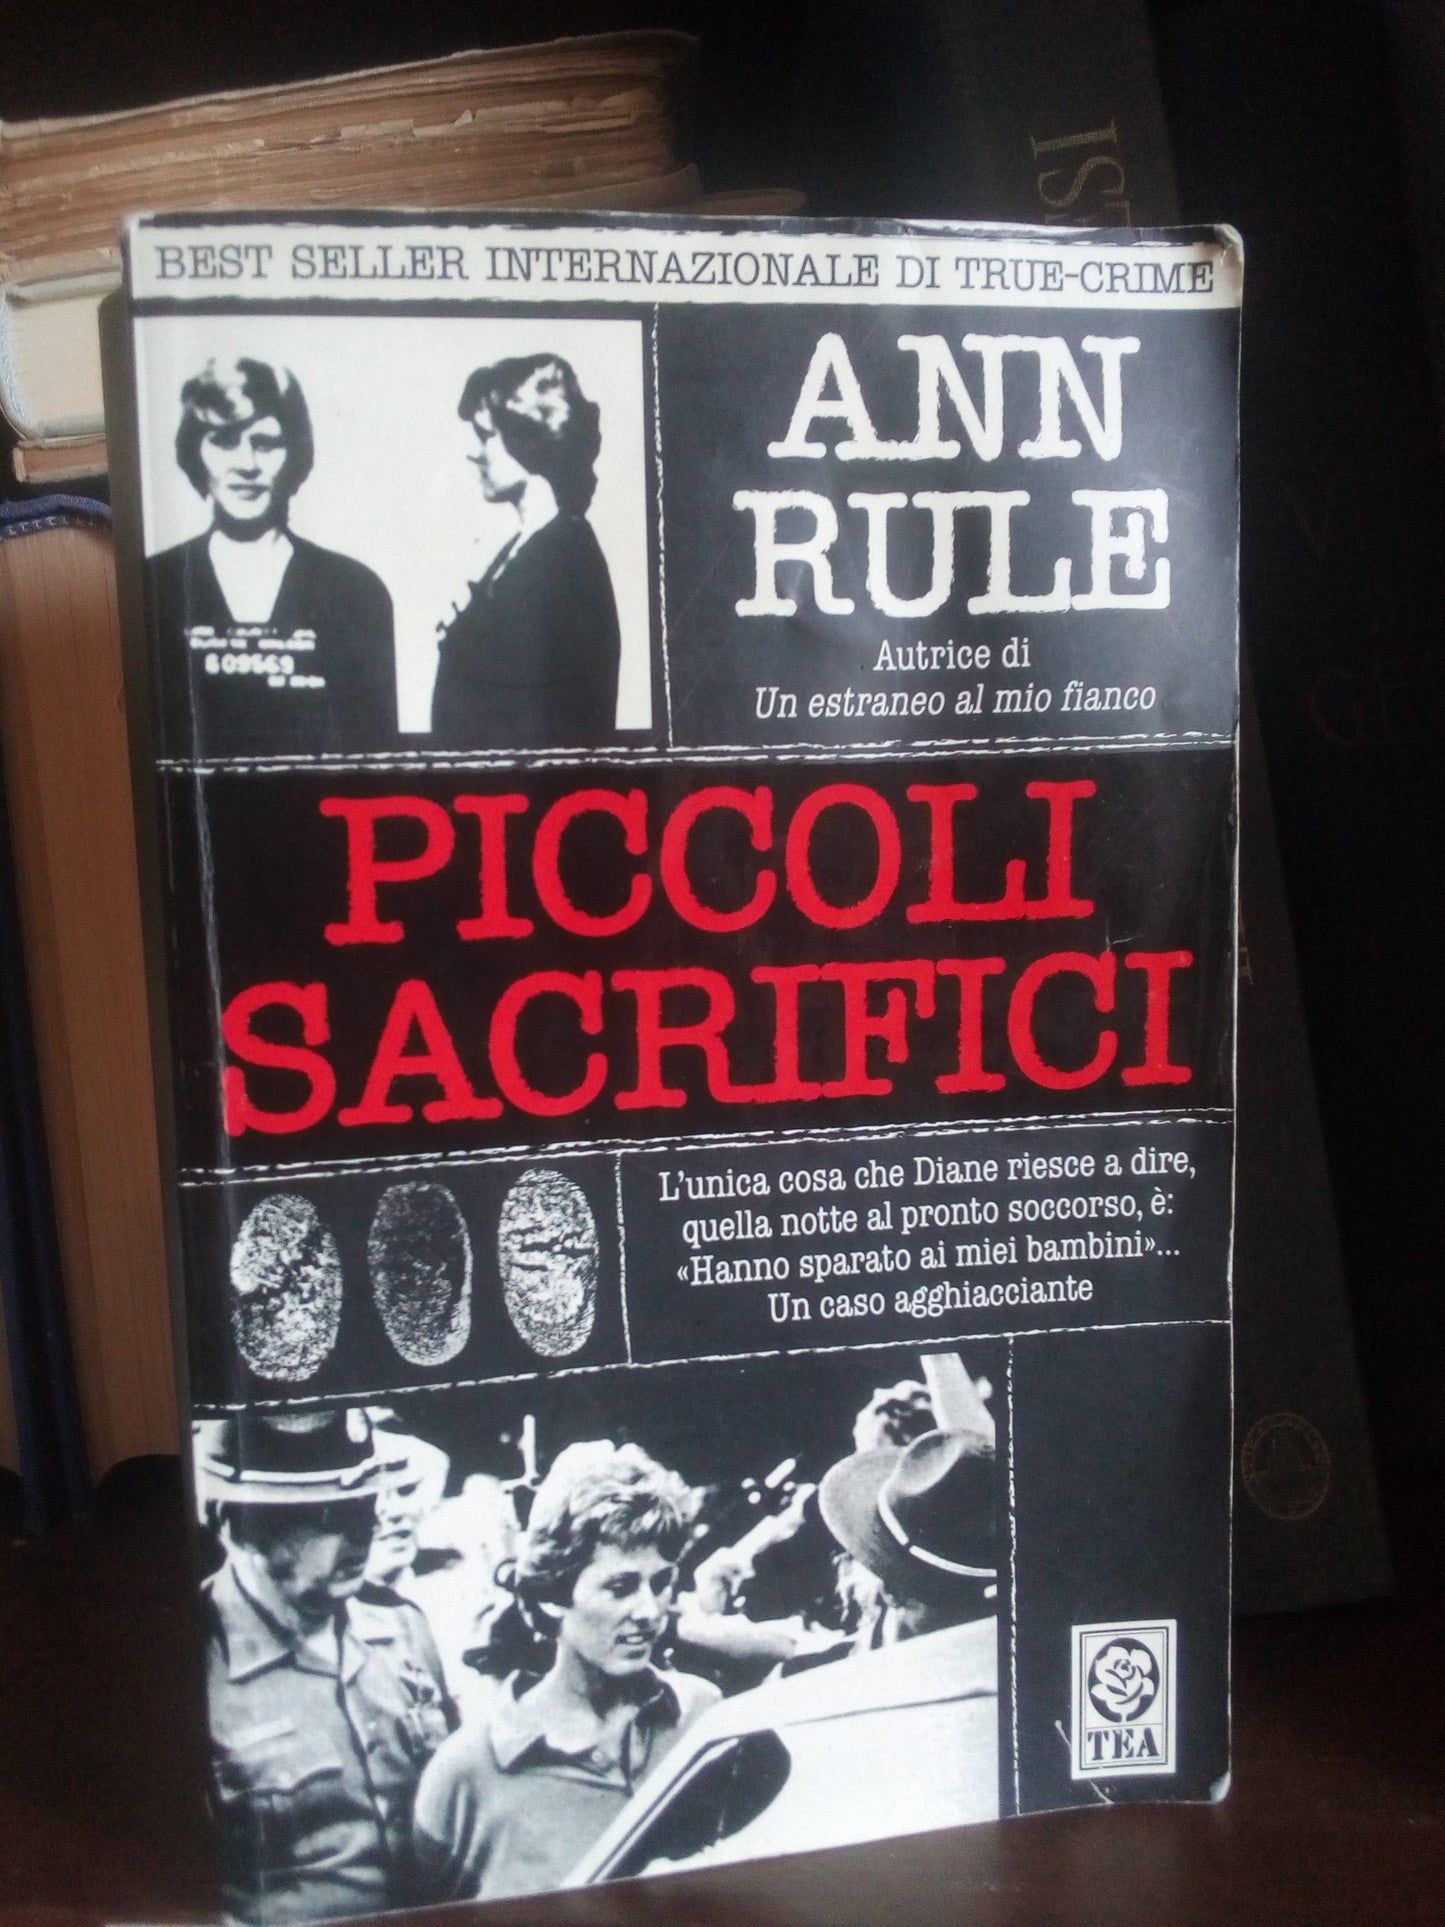 BEST SELLER INTERNAZIONALE DI TRUE-CRIME
ANN
RULE
Autrice di
Un estraneo al mio fianco
609569
PICCOLI
SACRIFICI
L'unica cosa che Diane riesce a dire,
quella notte al pronto soccorso, è:
«Hanno sparato ai miei bambini»...
Un caso agghiacciante
TEA